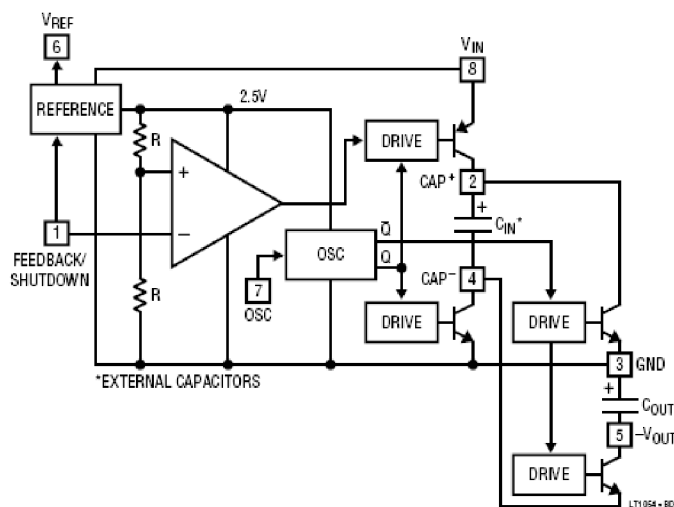 VREF
6
VIN
8
REFERENCE
2.5V
R
DRIVE
+
CAP+
2
+
CIN*
1
−
Q̅
FEEDBACK/
SHUTDOWN
OSC
Q
R
7
OSC
CAP−
4
DRIVE
DRIVE
3
GND
*EXTERNAL CAPACITORS
+
COUT
5
−VOUT
DRIVE
LT1054 • BD